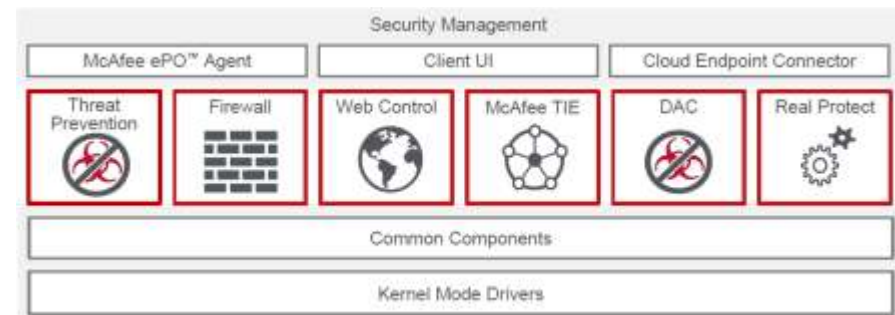 Security Management
McAfee ePO™ Agent
Client UI
Cloud Endpoint Connector
Threat
Prevention
Firewall
Web Control
McAfee TIE
DAC
Real Protect
Common Components
Kernel Mode Drivers